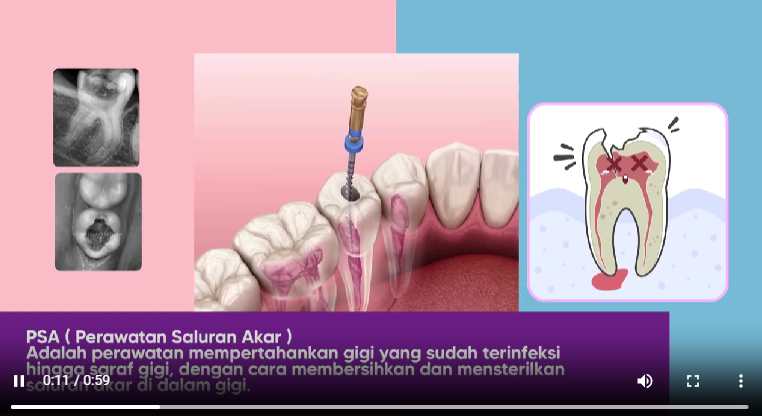 PSA ( Perawatan Saluran Akar )
Adalah perawatan mempertahankan gigi yang sudah terinfeksi
hingga saraf gigi, dengan cara membersihkan dan mensterilkan
saluran akar di dalam gigi.
0:11 / 0:59